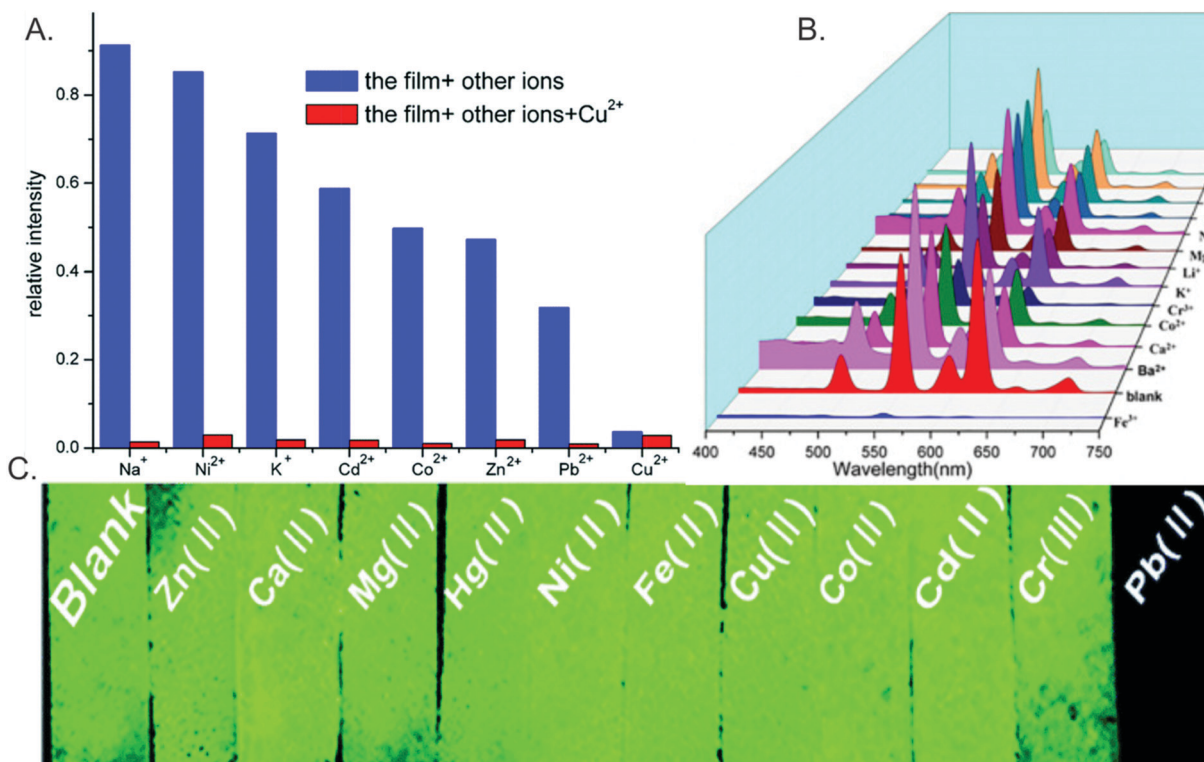 A.
relative intensity
0.8
0.6
0.4
0.2
0.0
the film+ other ions
the film+ other ions+Cu²⁺
Na⁺ Ni²⁺ K⁺ Cd²⁺ Co²⁺ Zn²⁺ Pb²⁺ Cu²⁺
B.
N
Mg
Li⁺
K⁺
Cr³⁺
Co²⁺
Ca²⁺
Ba²⁺
blank
Fe³⁺
400 450 500 550 600 650 700 750
Wavelength(nm)
C.
Blank Zn(II) Ca(II) Mg(II) Hg(II) Ni(II) Fe(II) Cu(II) Co(II) Cd(II) Cr(III) Pb(II)